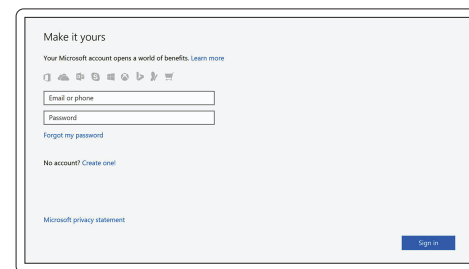 Make it yours
Your Microsoft account opens a world of benefits. Learn more
Email or phone
Password
Forgot my password
No account? Create one!
Microsoft privacy statement
Sign in